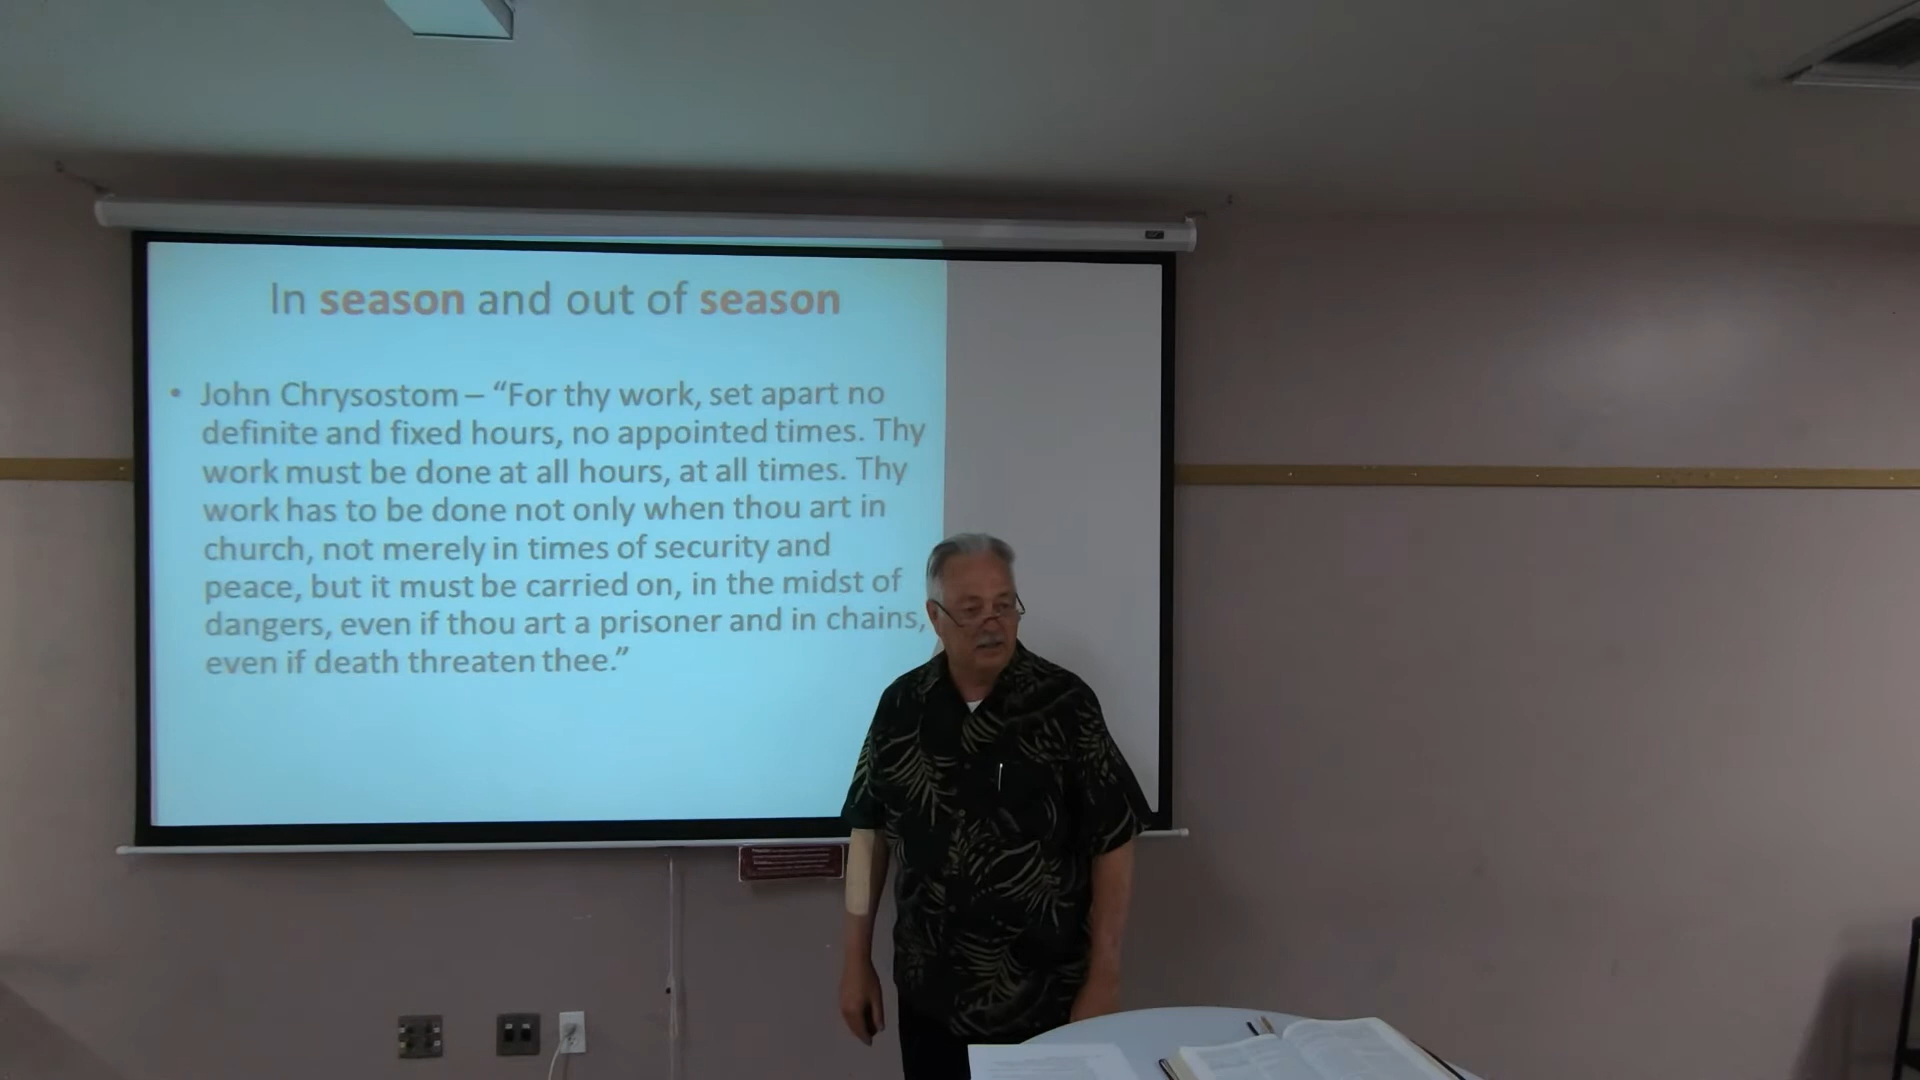 In season and out of season
• John Chrysostom – “For thy work, set apart no
definite and fixed hours, no appointed times. Thy
work must be done at all hours, at all times. Thy
work has to be done not only when thou art in
church, not merely in times of security and
peace, but it must be carried on, in the midst of
dangers, even if thou art a prisoner and in chains,
even if death threaten thee.”